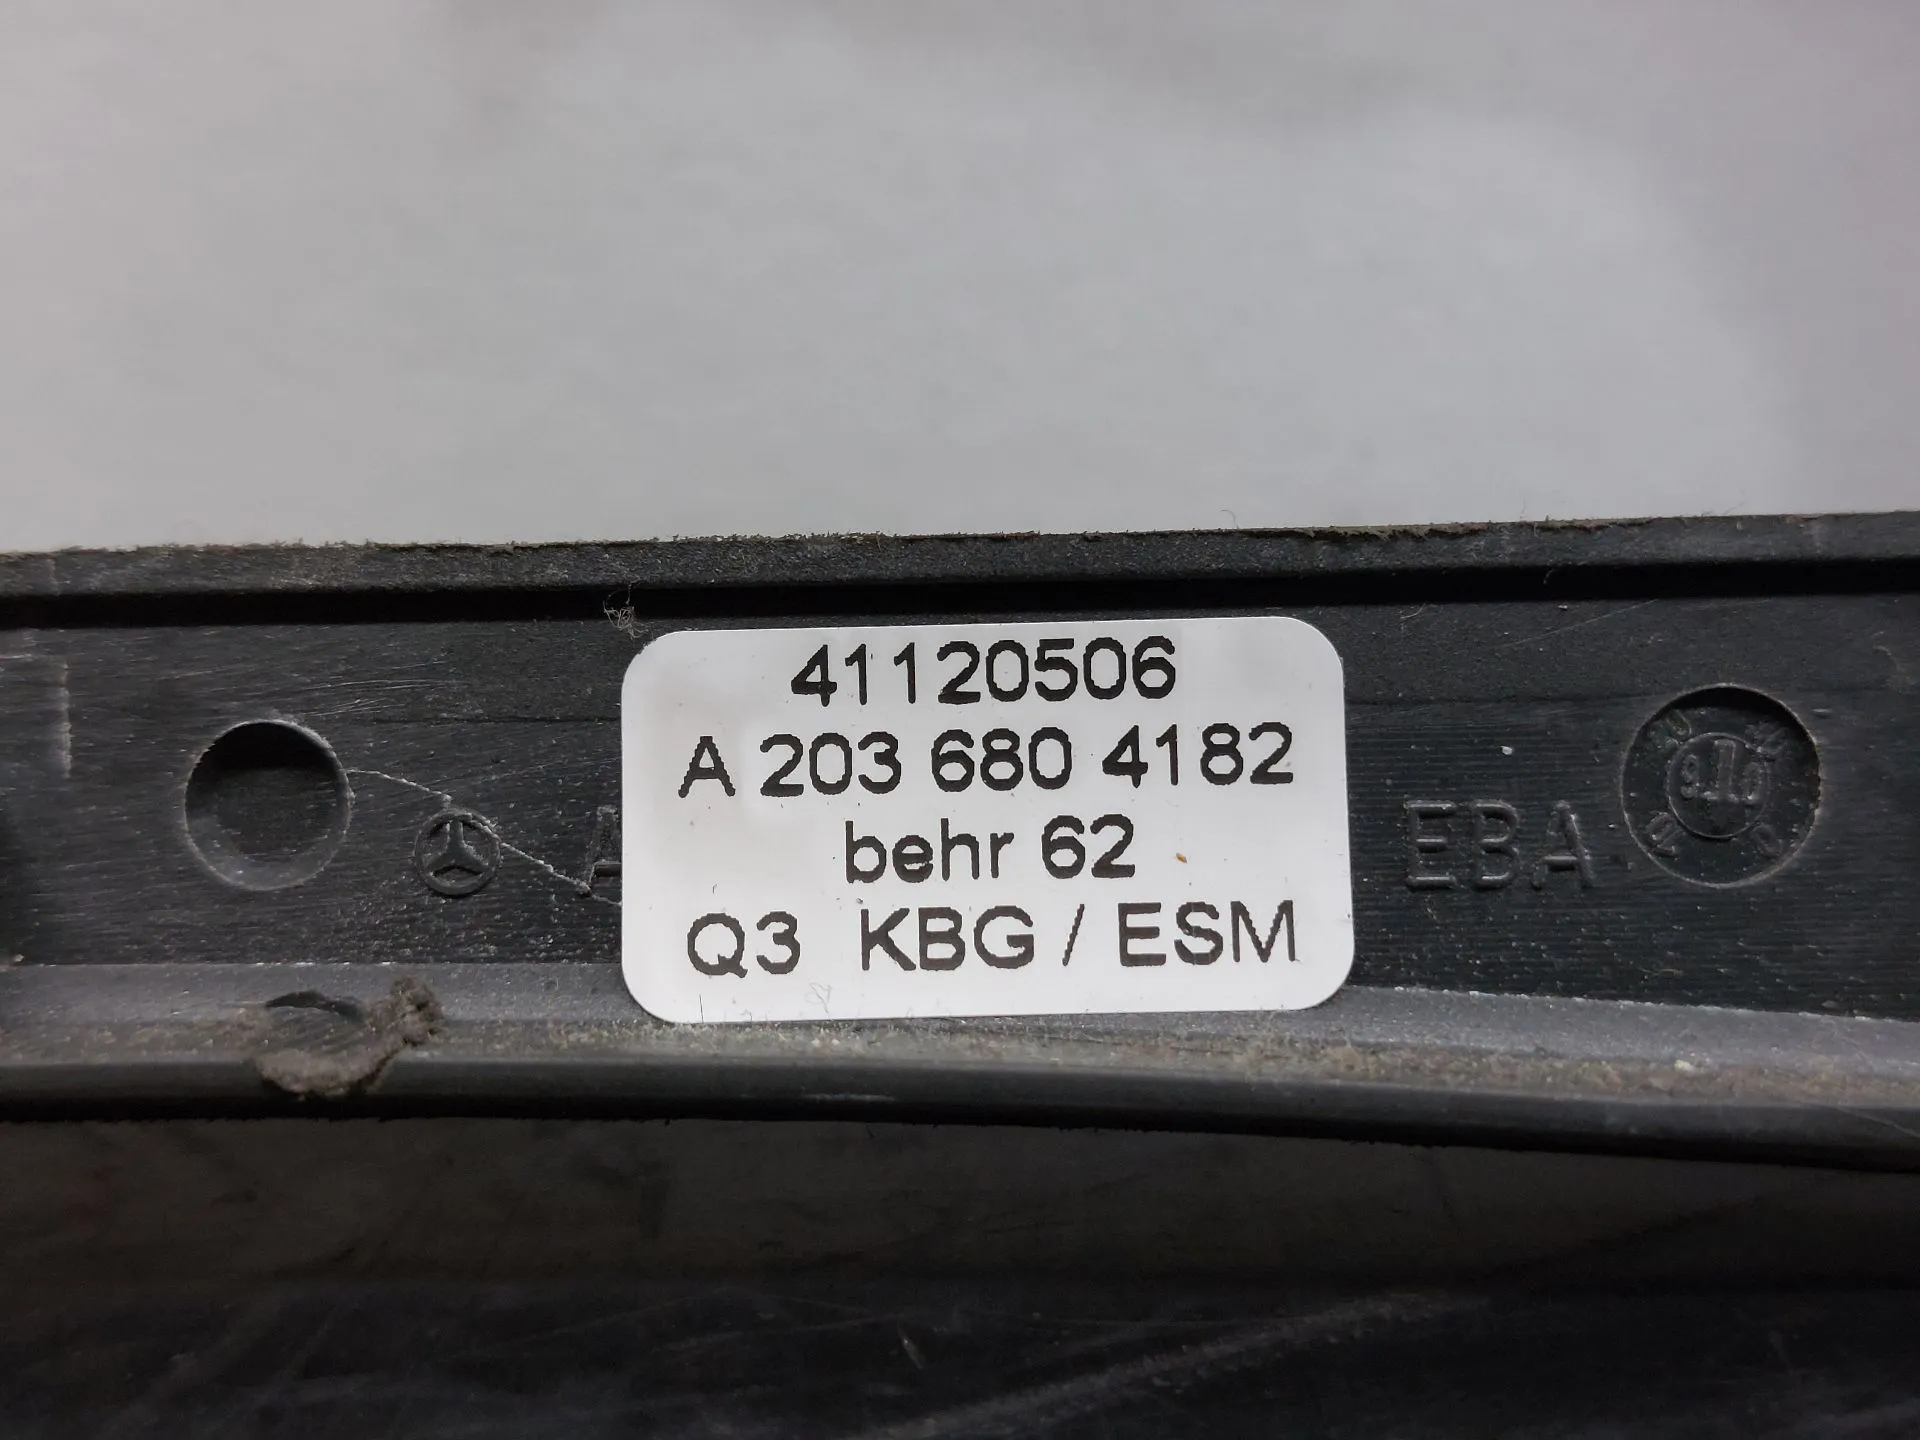 41120506
A 203 680 4182
behr 62
Q3 KBG / ESM
A
EBA